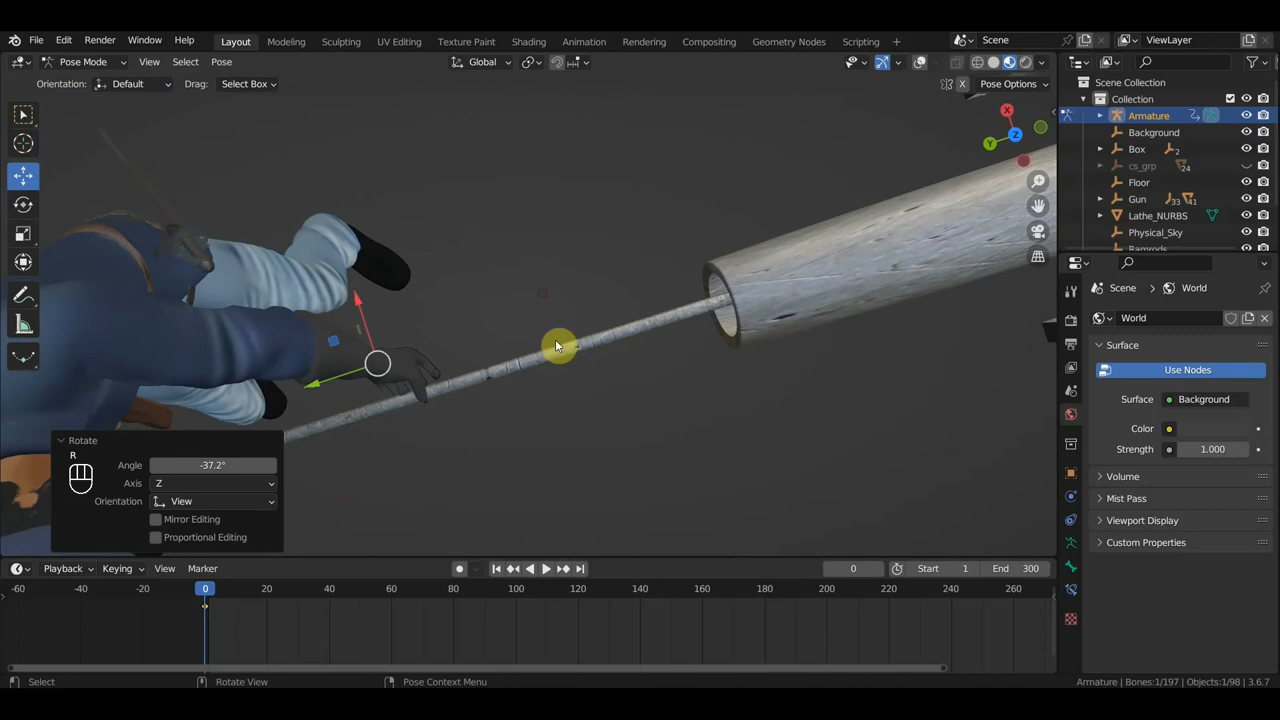 File Edit Render Window Help Layout Modeling Sculpting UV Editing Texture Paint Shading Animation Rendering Compositing Geometry Nodes Scripting + Scene ViewLayer
Pose Mode View Select Pose Global
Orientation: Default Drag: Select Box X Pose Options
Scene Collection
Collection
Armature
Background
Box 2
cs_grp 24
Floor
Gun 33 41
Lathe_NURBS
Physical_Sky
Ramrods
X
Y
Z
Scene > World
World
Surface
Use Nodes
Surface Background
Color
Strength 1.000
Volume
Mist Pass
Viewport Display
Custom Properties
Rotate
R
Angle -37.2°
Axis Z
Orientation View
Mirror Editing
Proportional Editing
Playback Keying View Marker 0 Start 1 End 300
-60 -40 -20 0 20 40 60 80 100 120 140 160 180 200 220 240 260
Select Rotate View Pose Context Menu Armature | Bones:1/197 | Objects:1/98 | 3.6.7